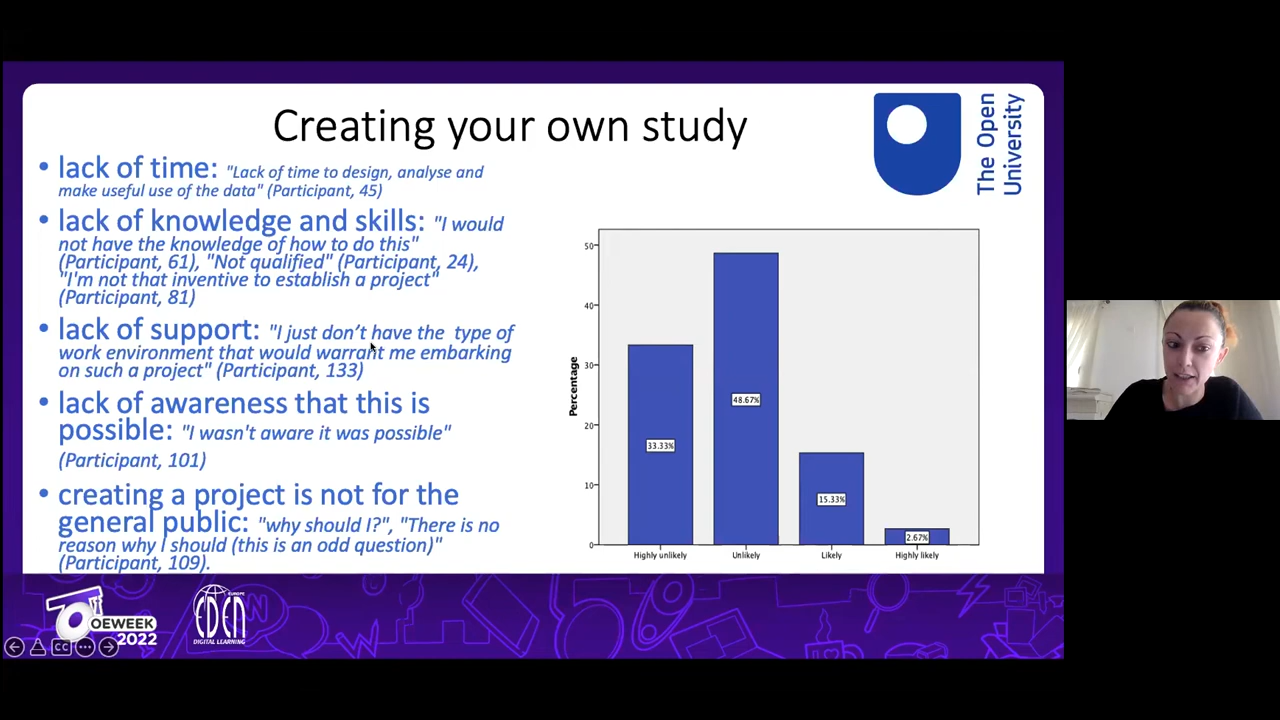 Creating your own study
The Open
University
• lack of time: "Lack of time to design, analyse and
make useful use of the data" (Participant, 45)
• lack of knowledge and skills: "I would
not have the knowledge of how to do this"
(Participant, 61), "Not qualified" (Participant, 24),
"I'm not that inventive to establish a project"
(Participant, 81)
• lack of support: "I just don’t have the type of
work environment that would warrant me embarking
on such a project" (Participant, 133)
• lack of awareness that this is
possible: "I wasn't aware it was possible"
(Participant, 101)
• creating a project is not for the
general public: "why should I?", "There is no
reason why I should (this is an odd question)"
(Participant, 109).
Percentage
50
40
30
20
10
0
33.33%
48.67%
15.33%
2.67%
Highly unlikely
Unlikely
Likely
Highly likely
OEWEEK
2022
EUROPE
EDEN
DIGITAL LEARNING
CC